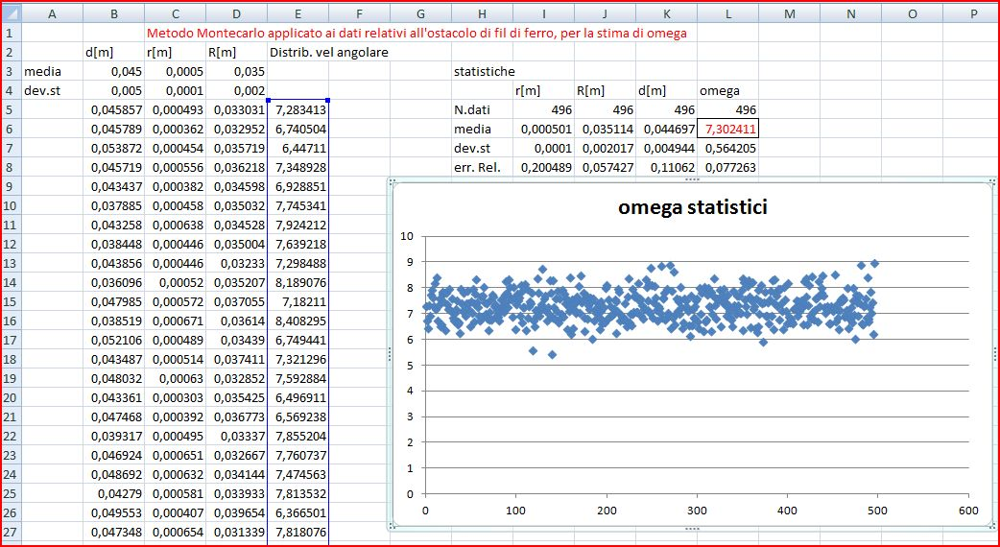 A B C D E F G H I J K L M N O P
1 Metodo Montecarlo applicato ai dati relativi all'ostacolo di fil di ferro, per la stima di omega
2 d[m] r[m] R[m] Distrib. vel angolare
3 media 0,045 0,0005 0,035 statistiche
4 dev.st 0,005 0,0001 0,002 r[m] R[m] d[m] omega
5 0,045857 0,000493 0,033031 7,283413 N.dati 496 496 496 496
6 0,045789 0,000362 0,032952 6,740504 media 0,000501 0,035114 0,044697 7,302411
7 0,053872 0,000454 0,035719 6,44711 dev.st 0,0001 0,002017 0,004944 0,564205
8 0,045719 0,000556 0,036218 7,348928 err. Rel. 0,200489 0,057427 0,11062 0,077263
9 0,043437 0,000382 0,034598 6,928851
10 0,037885 0,000458 0,035032 7,745341
11 0,043258 0,000638 0,034528 7,924212
12 0,038448 0,000446 0,035004 7,639218
13 0,043856 0,000446 0,03233 7,298488
14 0,036096 0,00052 0,035207 8,189076
15 0,047985 0,000572 0,037055 7,18211
16 0,038519 0,000671 0,03614 8,408295
17 0,052106 0,000489 0,03439 6,749441
18 0,043487 0,000514 0,037411 7,321296
19 0,048032 0,00063 0,032852 7,592884
20 0,043361 0,000303 0,035425 6,496911
21 0,047468 0,000392 0,036773 6,569238
22 0,039317 0,000495 0,03337 7,855204
23 0,046924 0,000651 0,032667 7,760737
24 0,048692 0,000632 0,034144 7,474563
25 0,04279 0,000581 0,033933 7,813532
26 0,049553 0,000407 0,039654 6,366501
27 0,047348 0,000654 0,031339 7,818076
omega statistici
10
9
8
7
6
5
4
3
2
1
0
0 100 200 300 400 500 600